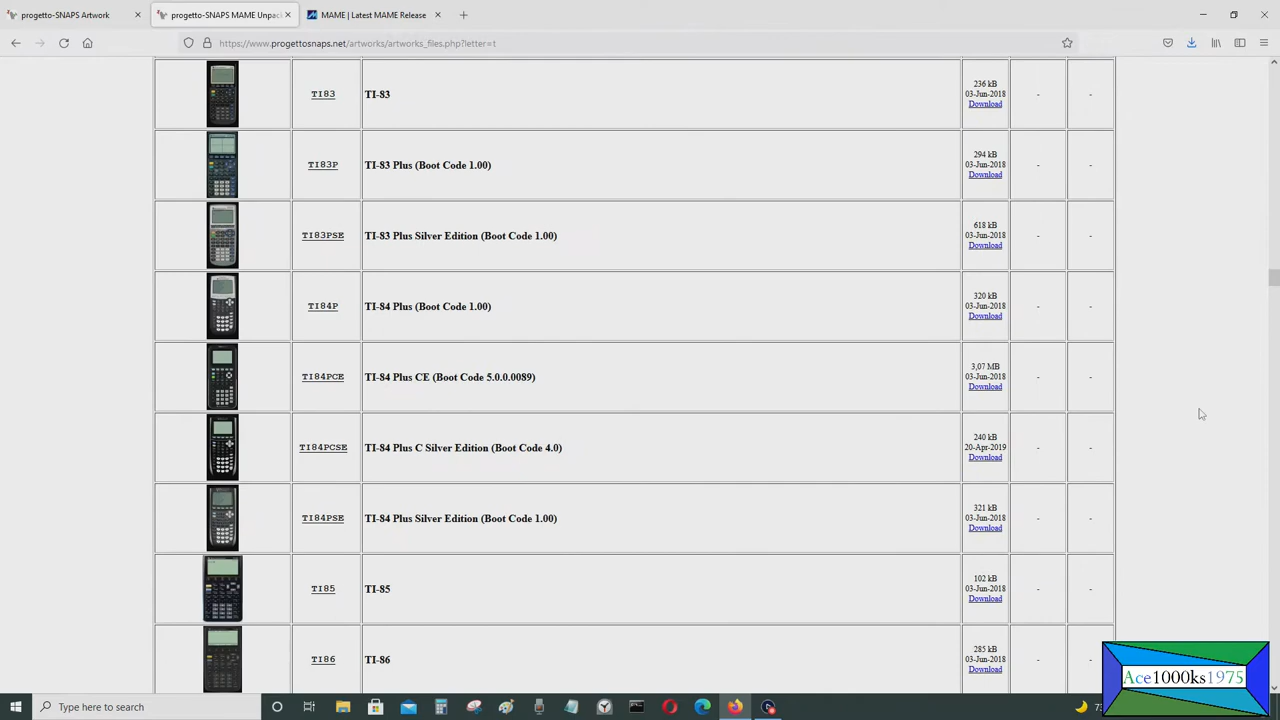 progetto-SNAPS Artwork
progetto-SNAPS MAME Unpack
MAME | Latest MAME Release
https://www.progettosnaps.net/artworks/artworks_files.php?letter=t
TI83
TI-83
236 kB
03-Jun-2018
Download
-
TI83P
TI-83 Plus (Boot Code 1.00)
294 kB
03-Jun-2018
Download
-
TI83PSE
TI-83 Plus Silver Edition (Boot Code 1.00)
618 kB
03-Jun-2018
Download
-
TI84P
TI-84 Plus (Boot Code 1.00)
320 kB
03-Jun-2018
Download
-
TI84PCE
TI-84 Plus CE (Boot Code 5.0.0.0089)
3,07 MB
03-Jun-2018
Download
-
TI84PCSE
TI-84 Plus C Silver Edition (Boot Code 4.0)
240 kB
20-Apr-2019
Download
-
TI84PSE
TI-84 Plus Silver Edition (Boot Code 1.00)
321 kB
03-Jun-2018
Download
-
TI85
TI-85
102 kB
03-Jun-2018
Download
-
TI86
TI-86
285 kB
03-Jun-2018
Download
-
Ace1000ks1975
Type here to search